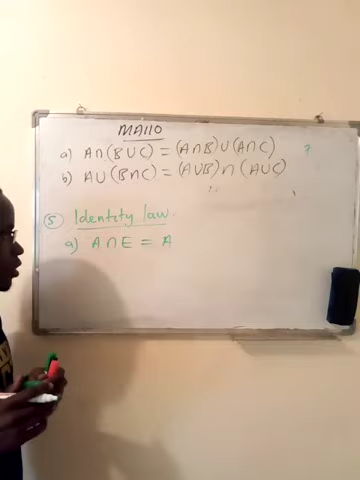 MA110
a) A∩(B∪C) = (A∩B)∪(A∩C) ?
b) A∪(B∩C) = (A∪B)∩(A∪C)
⑤ Identity law.
a) A∩E = A